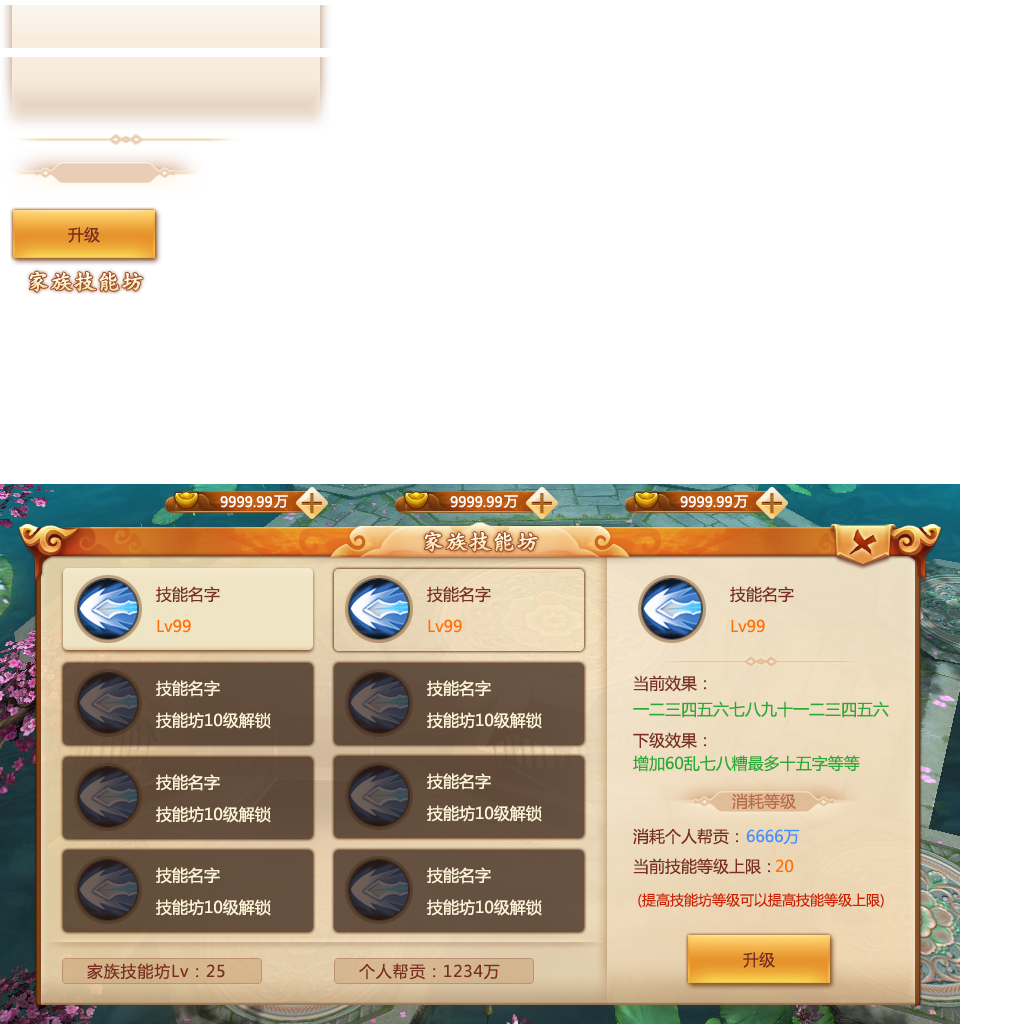 升级
家族技能坊
9999.99万
9999.99万
9999.99万
家族技能坊
技能名字
Lv99
技能名字
Lv99
技能名字
技能坊10级解锁
技能名字
技能坊10级解锁
技能名字
技能坊10级解锁
技能名字
技能坊10级解锁
技能名字
技能坊10级解锁
技能名字
技能坊10级解锁
家族技能坊Lv：25
个人帮贡：1234万
技能名字
Lv99
当前效果：
一二三四五六七八九十一二三四五六
下级效果：
增加60乱七八糟最多十五字等等
消耗等级
消耗个人帮贡：6666万
当前技能等级上限：20
(提高技能坊等级可以提高技能等级上限)
升级